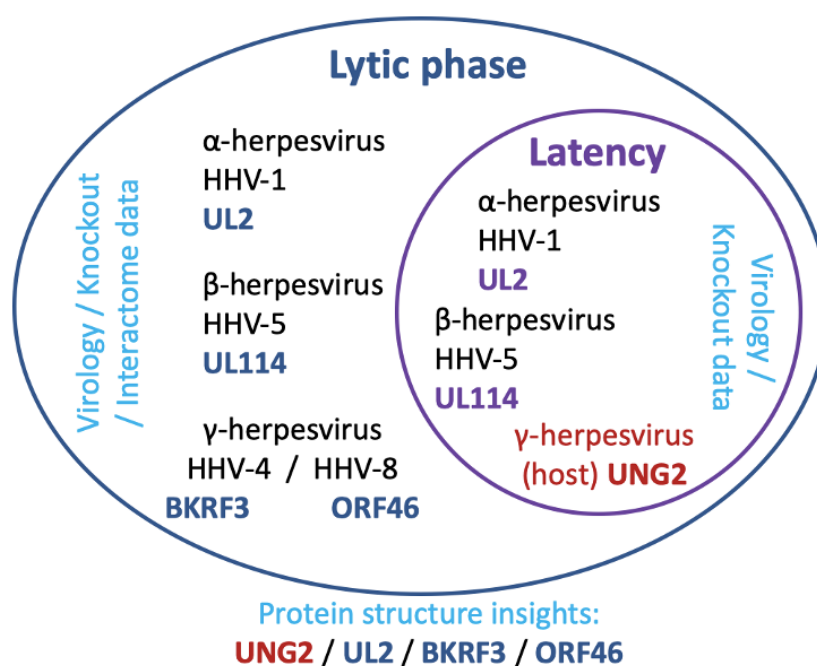 Lytic phase
Virology / Knockout
/ Interactome data
α-herpesvirus
HHV-1
UL2
β-herpesvirus
HHV-5
UL114
γ-herpesvirus
HHV-4 / HHV-8
BKRF3 ORF46
Latency
α-herpesvirus
HHV-1
UL2
β-herpesvirus
HHV-5
UL114
γ-herpesvirus
(host) UNG2
Virology /
Knockout data
Protein structure insights:
UNG2 / UL2 / BKRF3 / ORF46